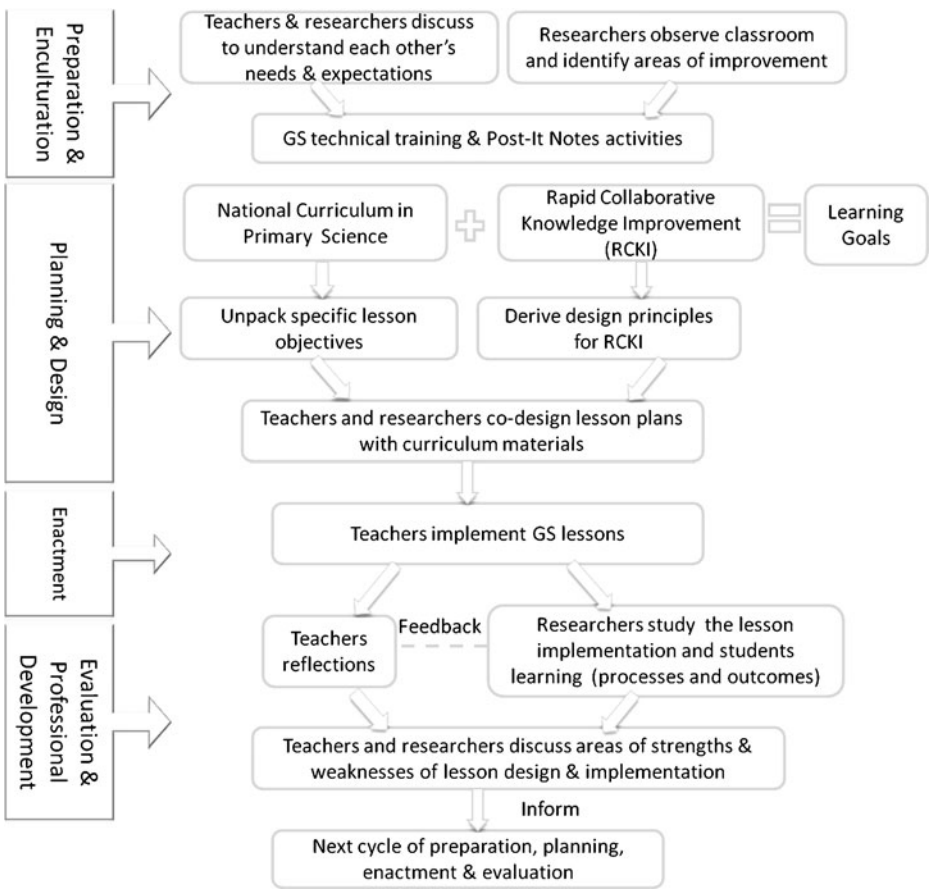 Preparation &
Enculturation
Teachers & researchers discuss
to understand each other's
needs & expectations
Researchers observe classroom
and identify areas of improvement
GS technical training & Post-It Notes activities
Planning & Design
National Curriculum in
Primary Science
Rapid Collaborative
Knowledge Improvement
(RCKI)
Learning
Goals
Unpack specific lesson
objectives
Derive design principles
for RCKI
Teachers and researchers co-design lesson plans
with curriculum materials
Enactment
Teachers implement GS lessons
Evaluation &
Professional
Development
Teachers
reflections
Feedback
Researchers study the lesson
implementation and students
learning (processes and outcomes)
Teachers and researchers discuss areas of strengths &
weaknesses of lesson design & implementation
Inform
Next cycle of preparation, planning,
enactment & evaluation